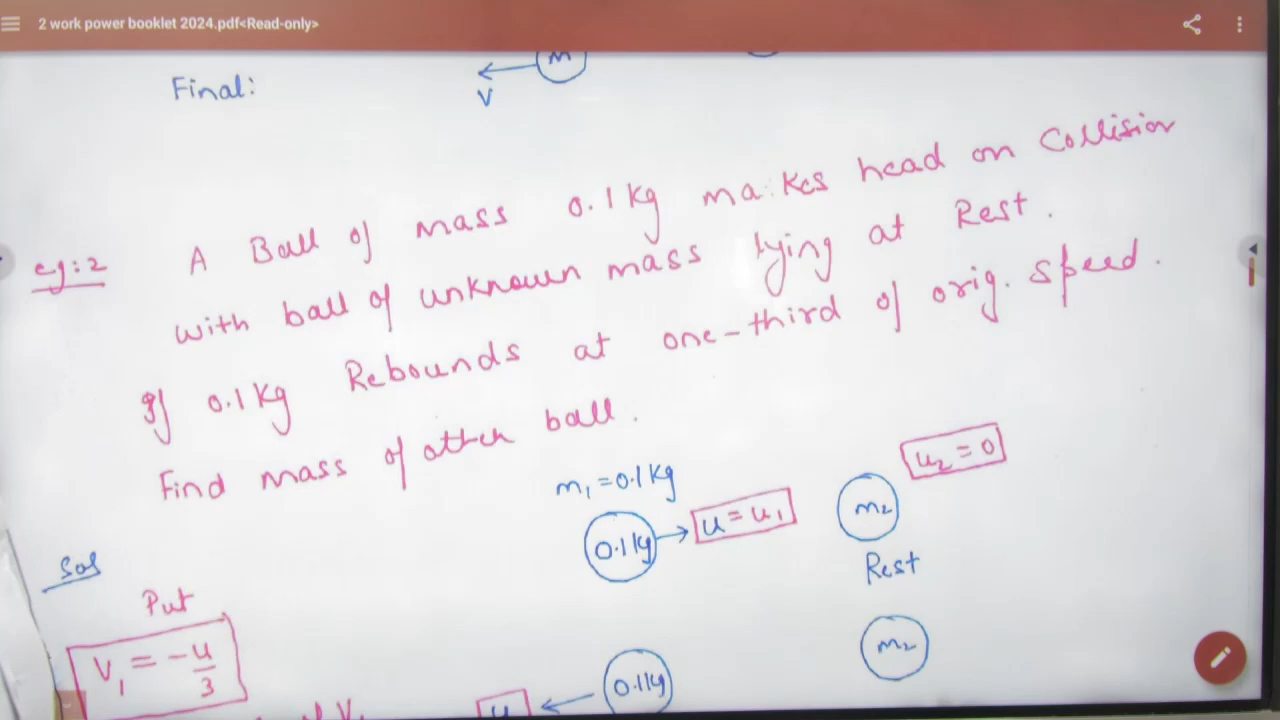 2 work power booklet 2024.pdf<Read-only>
Final:
m
V
eg:2 A Ball of mass 0.1 kg makes head on Collision
with ball of unknown mass lying at Rest.
If 0.1 kg Rebounds at one-third of orig. speed.
Find mass of other ball.
m₁ = 0.1 kg
u₂ = 0
0.1 kg
u = u₁
m₂
Sol
Rest
Put
V₁ = -u/3
0.1 kg
m₂
u
V₁